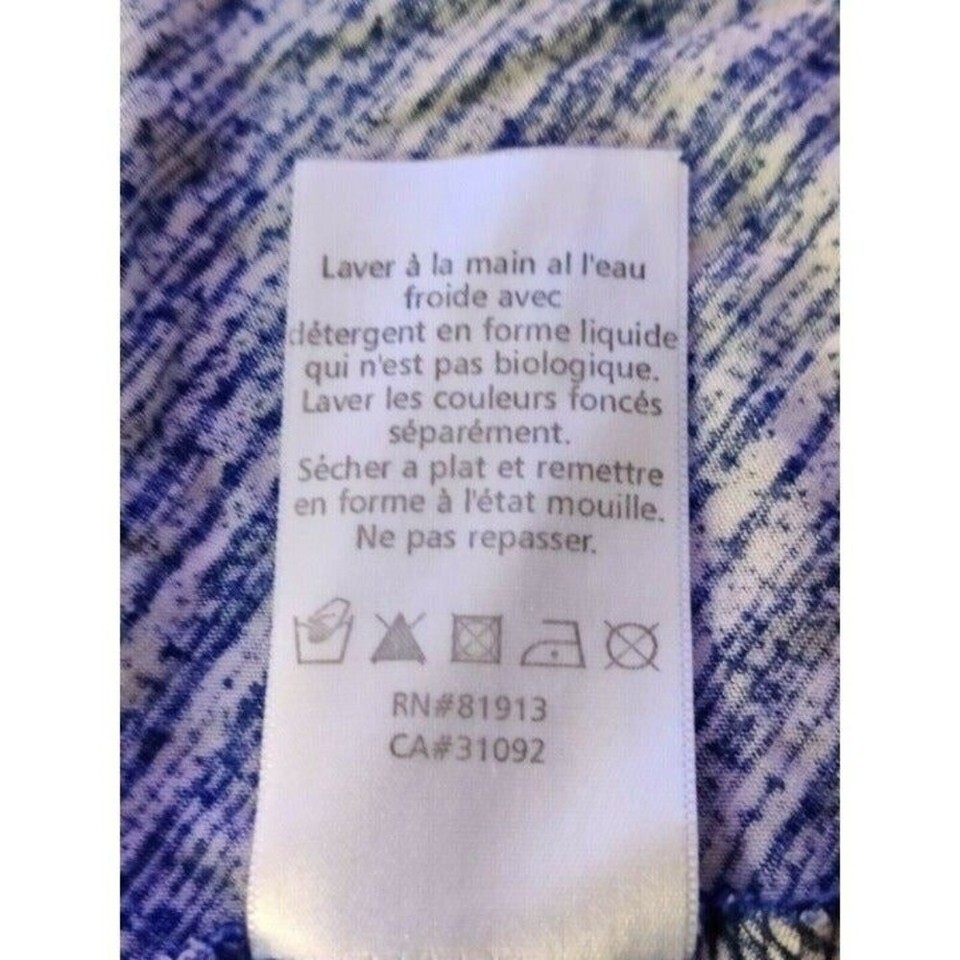 Laver à la main al l'eau
froide avec
détergent en forme liquide
qui n'est pas biologique.
Laver les couleurs foncés
séparément.
Sécher a plat et remettre
en forme à l'état mouille.
Ne pas repasser.
RN#81913
CA#31092